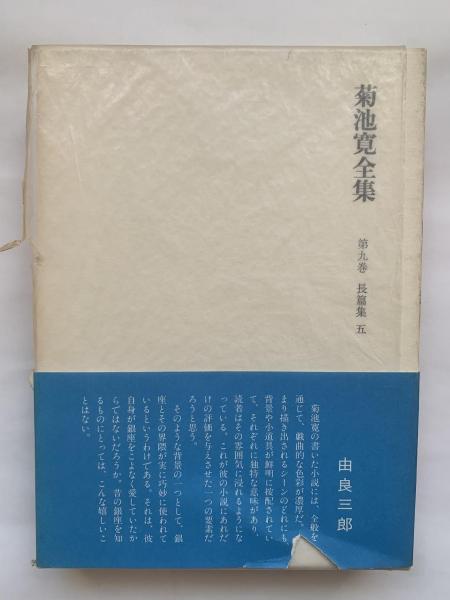 菊池寛全集
第九巻 長篇集 五
由良三郎
菊池寛の書いた小説には、全般を
通じて、戯曲的な色彩が濃厚だ。
まり描き出されるシーンのどれにも
背景や小道具が鮮明に按配されてい
て、それぞれに独特な意味があり、
読者はその雰囲気に浸れるようにな
っている。これが彼の小説にあれだ
けの評価を与えさせた一つの要素だ
ろうと思う。
そのような背景の一つとして、銀
座とその界隈が実に巧妙に使われて
いるというわけである。それは、彼
自身が銀座をこよなく愛していたか
らではないだろうか。昔の銀座を知
るものにとっては、こんな嬉しいこ
とはない。